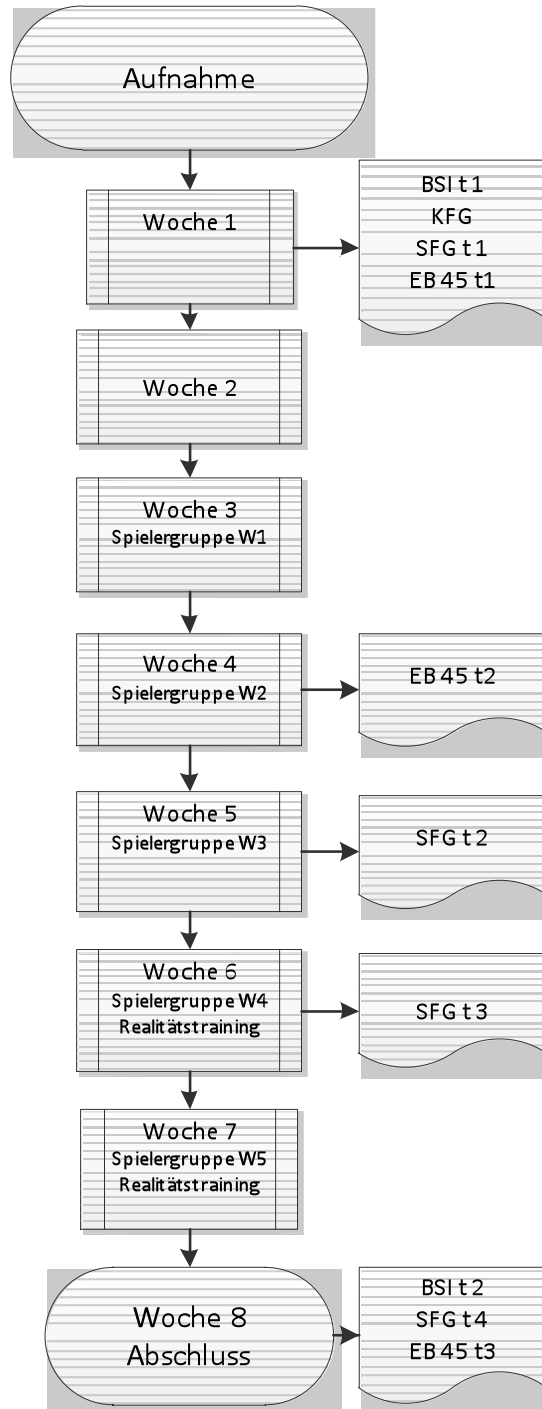 Aufnahme
Woche 1
BSI t1
KFG
SFG t1
EB 45 t1
Woche 2
Woche 3
Spielergruppe W1
Woche 4
Spielergruppe W2
EB 45 t2
Woche 5
Spielergruppe W3
SFG t2
Woche 6
Spielergruppe W4
Realitätstraining
SFG t3
Woche 7
Spielergruppe W5
Realitätstraining
Woche 8
Abschluss
BSI t2
SFG t4
EB 45 t3